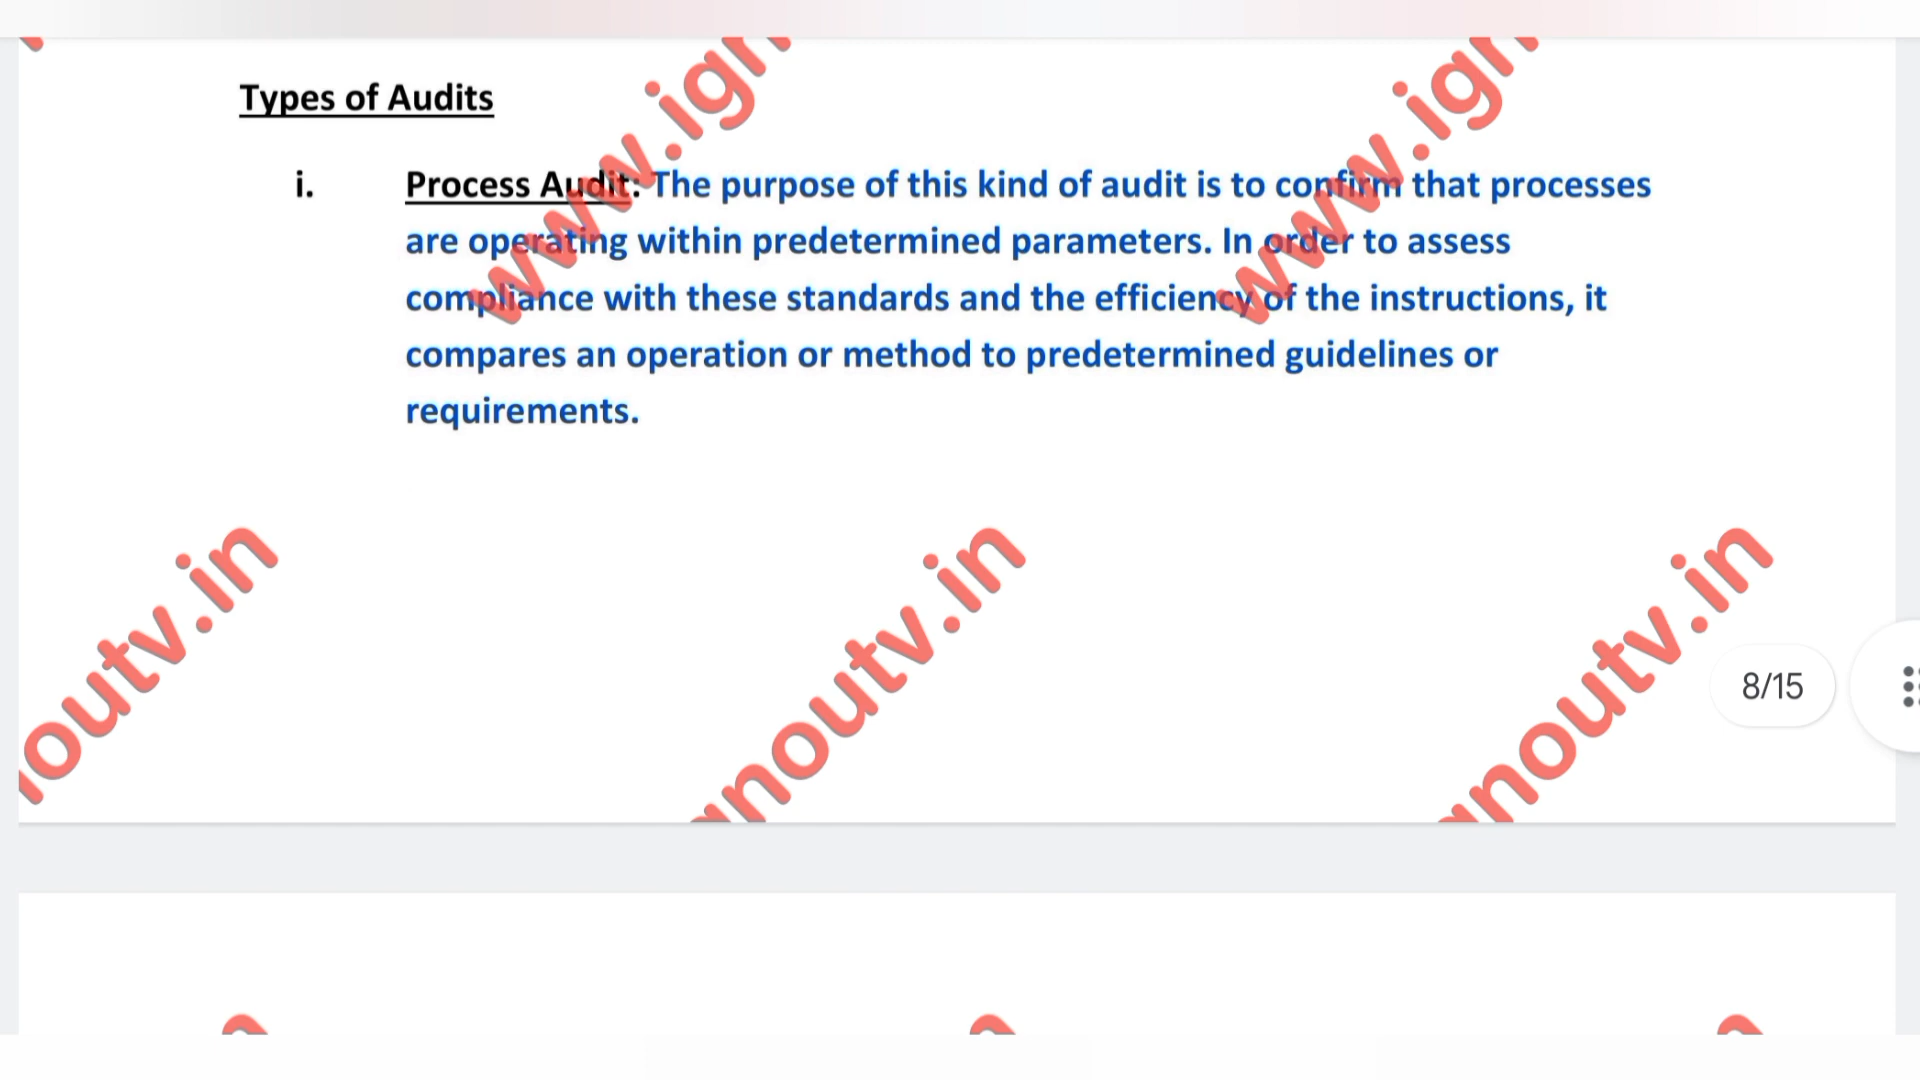 www.ign
www.ign
Types of Audits
i. Process Audit: The purpose of this kind of audit is to confirm that processes
are operating within predetermined parameters. In order to assess
compliance with these standards and the efficiency of the instructions, it
compares an operation or method to predetermined guidelines or
requirements.
noutv.in
gnoutv.in
gnoutv.in
8/15